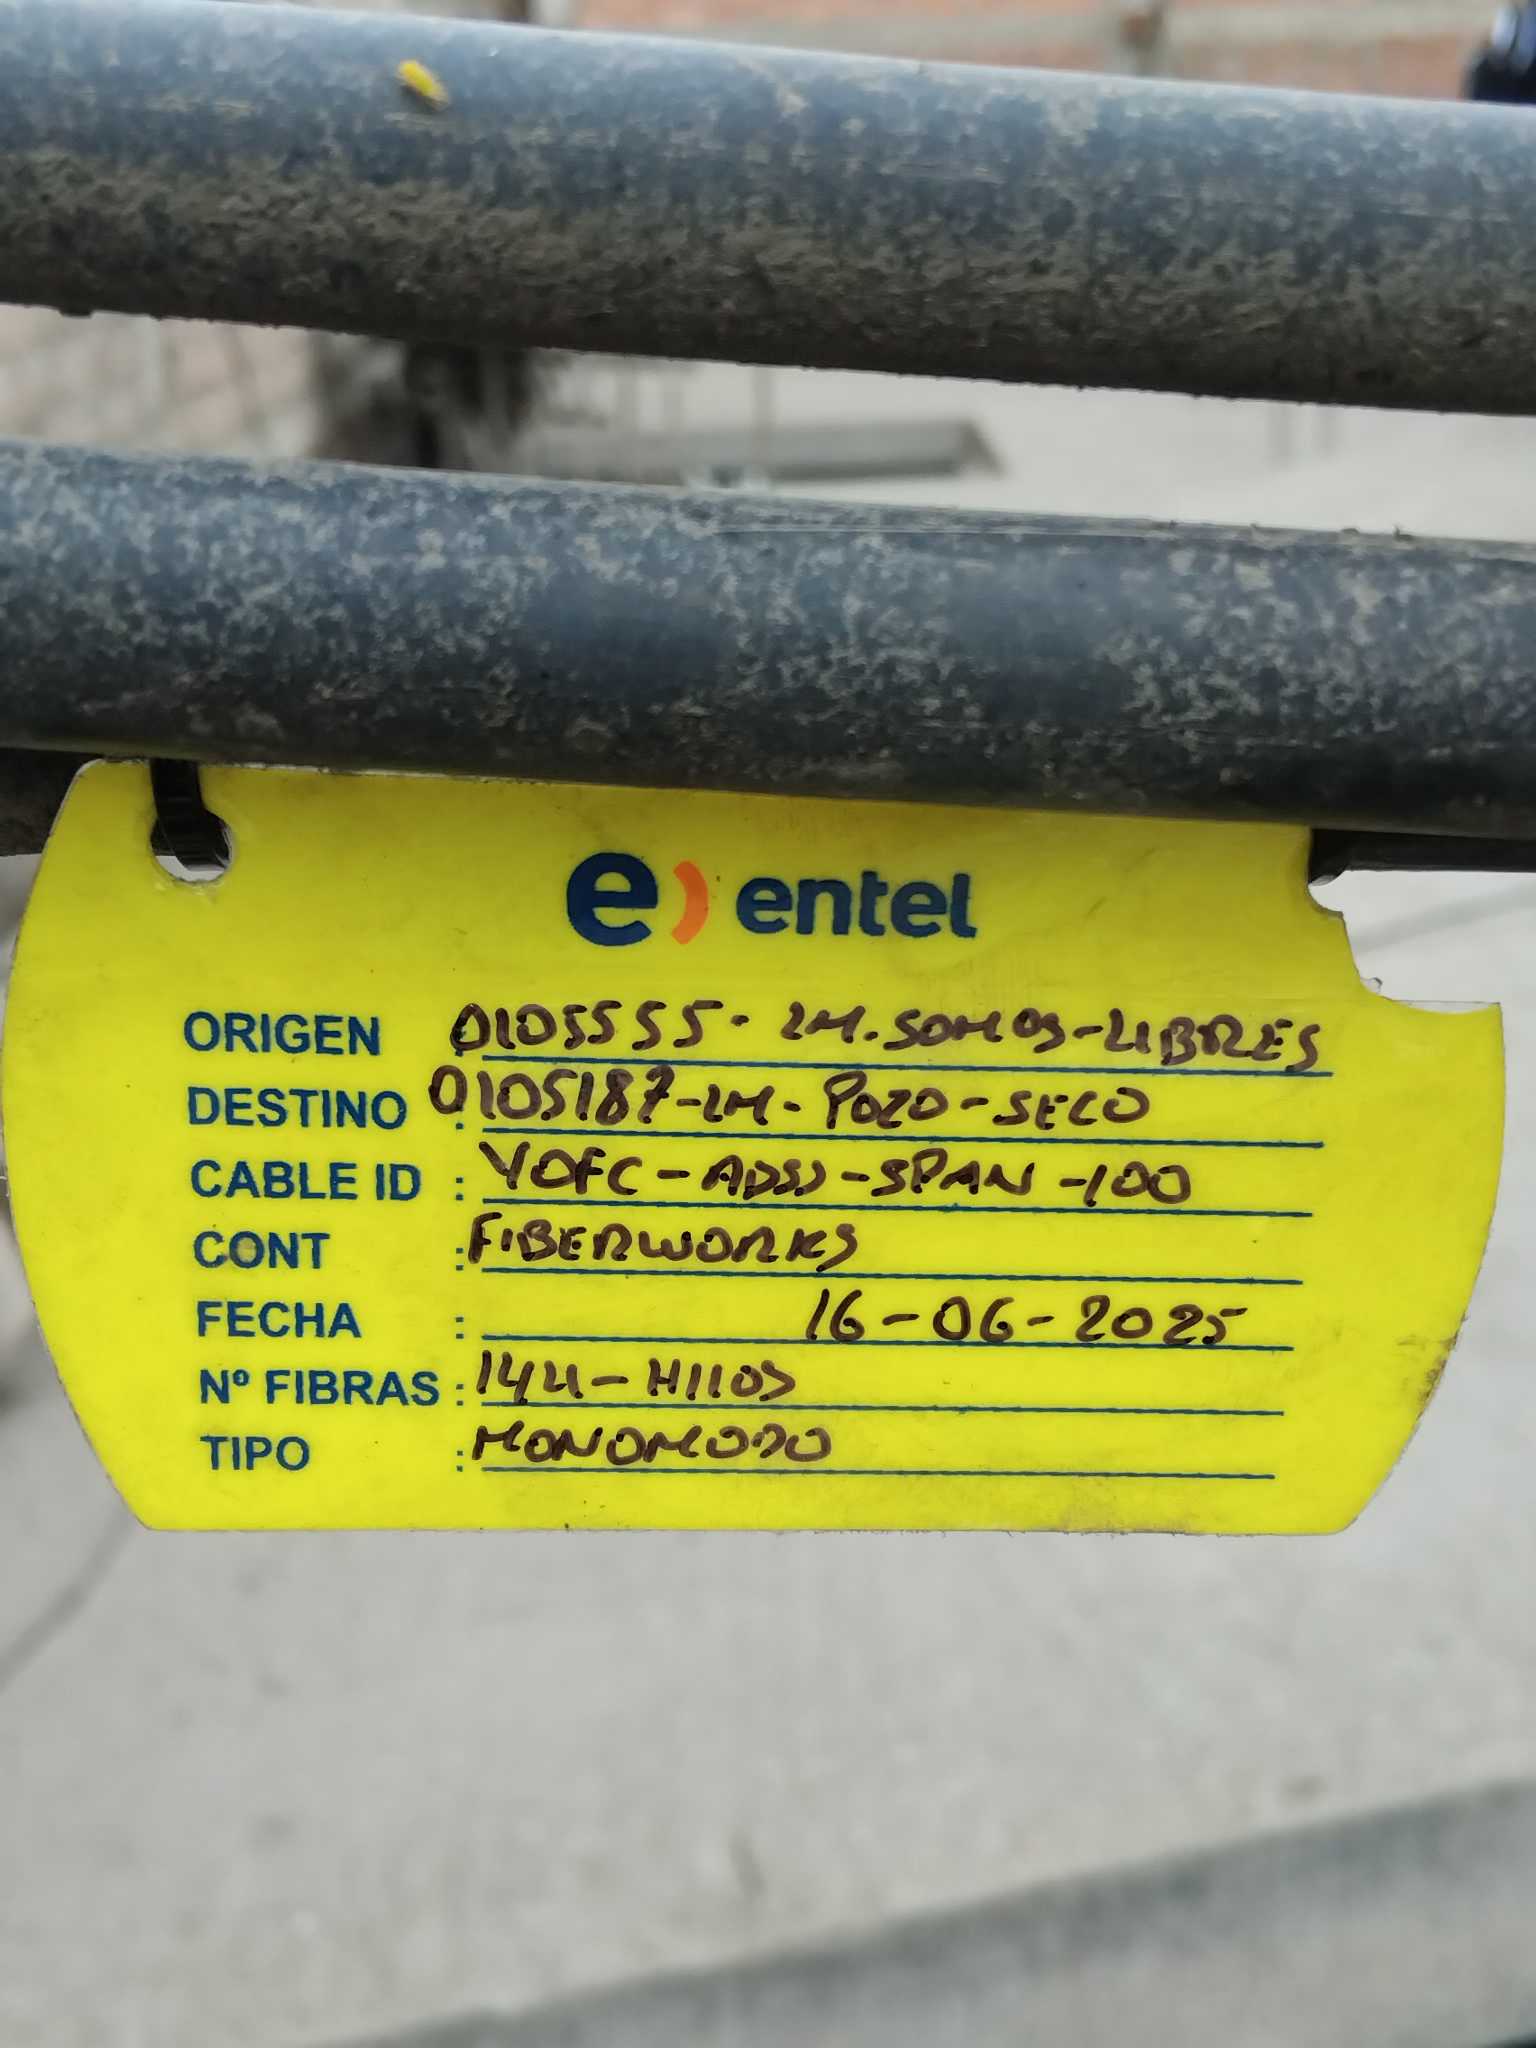 e) entel
ORIGEN 0105555-LM.SOMOS-LIBRES
DESTINO : 0105187-LM-POZO-SECO
CABLE ID : YOFC-ADSS-SPAN-100
CONT : FIBERWORKS
FECHA : 16-06-2025
Nº FIBRAS : 144-HILOS
TIPO : MONOMODO